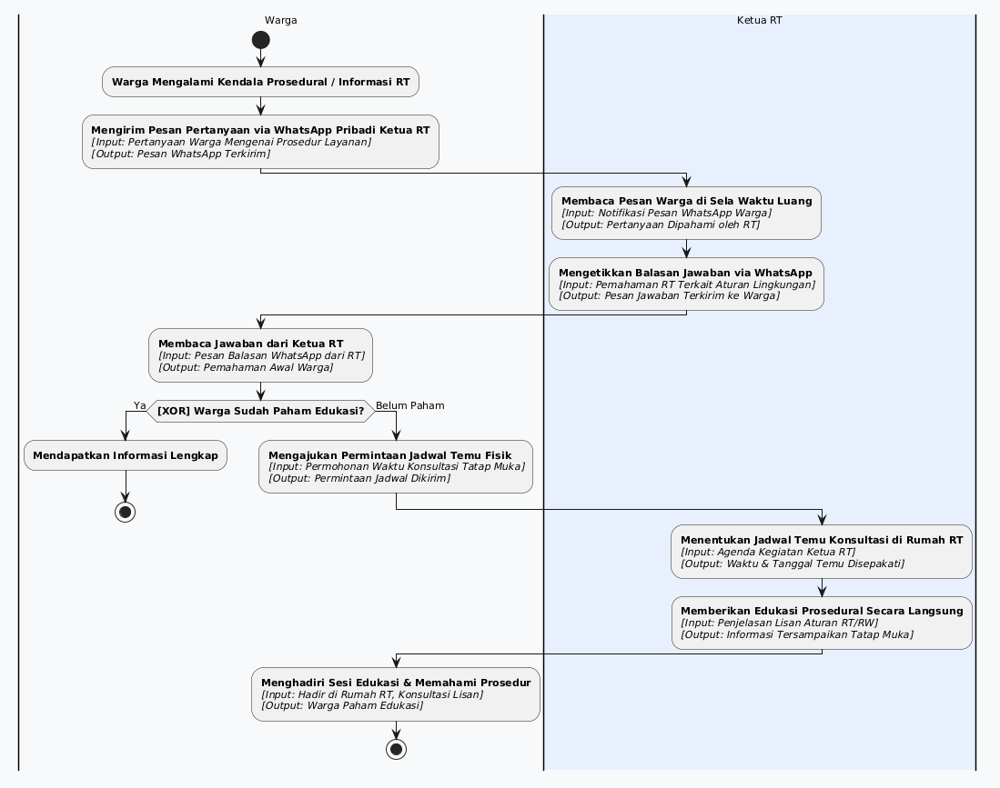 Warga
Ketua RT
Warga Mengalami Kendala Prosedural / Informasi RT
Mengirim Pesan Pertanyaan via WhatsApp Pribadi Ketua RT
[Input: Pertanyaan Warga Mengenai Prosedur Layanan]
[Output: Pesan WhatsApp Terkirim]
Membaca Pesan Warga di Sela Waktu Luang
[Input: Notifikasi Pesan WhatsApp Warga]
[Output: Pertanyaan Dipahami oleh RT]
Mengetikkan Balasan Jawaban via WhatsApp
[Input: Pemahaman RT Terkait Aturan Lingkungan]
[Output: Pesan Jawaban Terkirim ke Warga]
Membaca Jawaban dari Ketua RT
[Input: Pesan Balasan WhatsApp dari RT]
[Output: Pemahaman Awal Warga]
Ya
[XOR] Warga Sudah Paham Edukasi?
Belum Paham
Mendapatkan Informasi Lengkap
Mengajukan Permintaan Jadwal Temu Fisik
[Input: Permohonan Waktu Konsultasi Tatap Muka]
[Output: Permintaan Jadwal Dikirim]
Menentukan Jadwal Temu Konsultasi di Rumah RT
[Input: Agenda Kegiatan Ketua RT]
[Output: Waktu & Tanggal Temu Disepakati]
Memberikan Edukasi Prosedural Secara Langsung
[Input: Penjelasan Lisan Aturan RT/RW]
[Output: Informasi Tersampaikan Tatap Muka]
Menghadiri Sesi Edukasi & Memahami Prosedur
[Input: Hadir di Rumah RT, Konsultasi Lisan]
[Output: Warga Paham Edukasi]